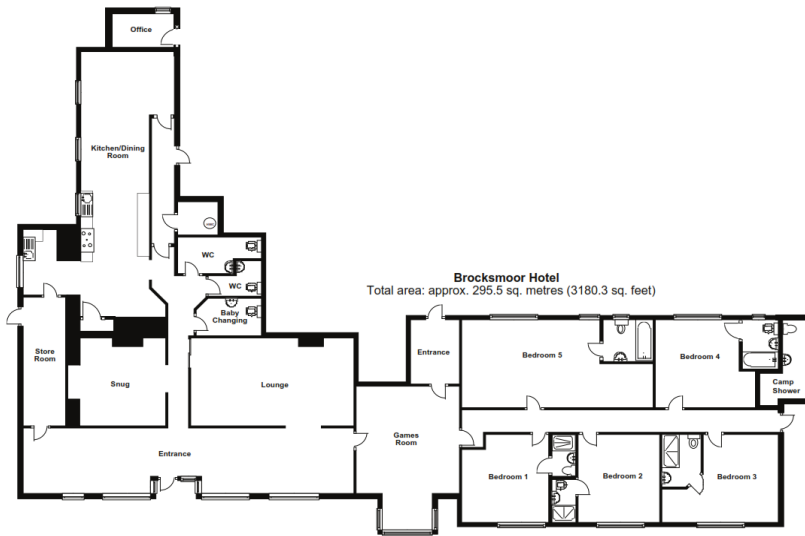 Office
Kitchen/Dining
Room
WC
WC
Baby
Changing
Brocksmoor Hotel
Total area: approx. 295.5 sq. metres (3180.3 sq. feet)
Store
Room
Snug
Lounge
Entrance
Bedroom 5
Bedroom 4
Camp
Shower
Entrance
Games
Room
Bedroom 1
Bedroom 2
Bedroom 3